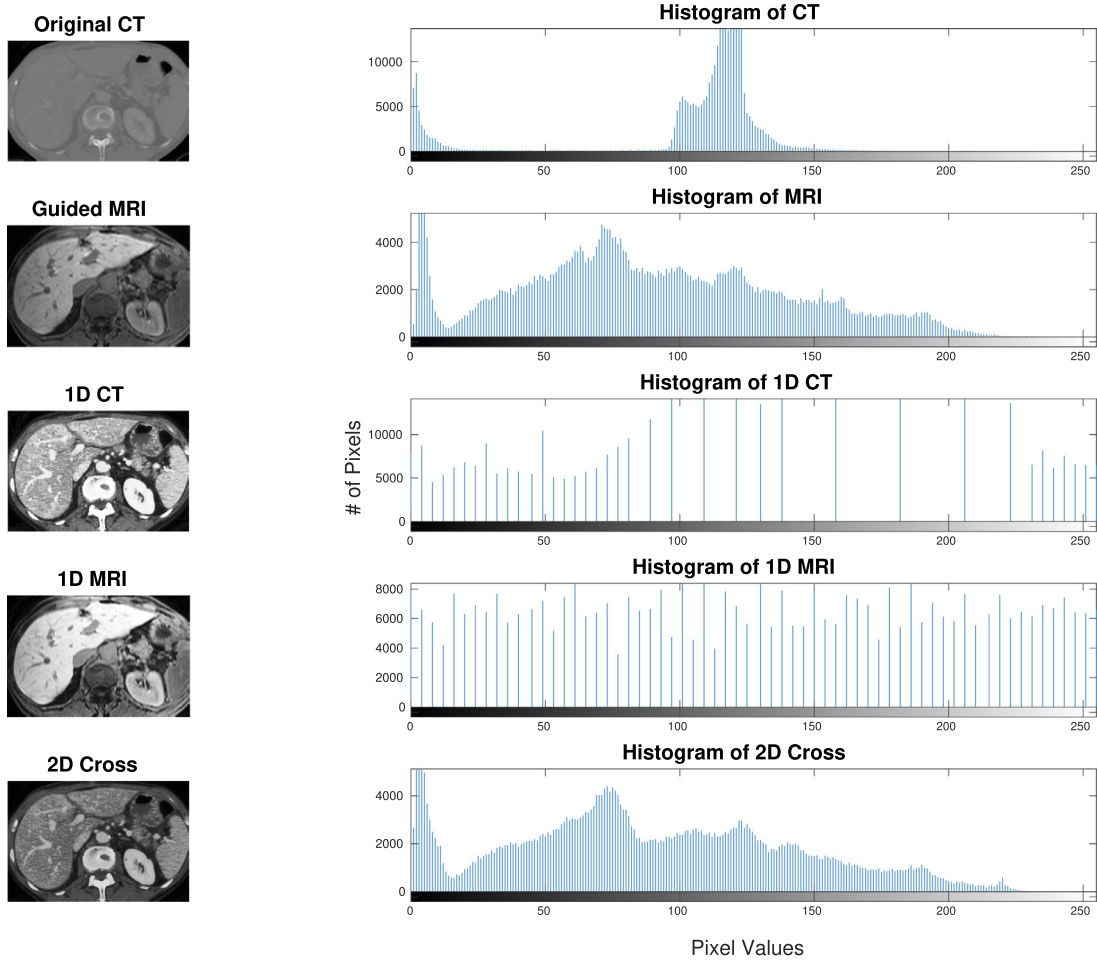 Original CT
Histogram of CT
10000
5000
0
0 50 100 150 200 250
Guided MRI
Histogram of MRI
4000
2000
0
0 50 100 150 200 250
1D CT
Histogram of 1D CT
10000
5000
0
0 50 100 150 200 250
# of Pixels
1D MRI
Histogram of 1D MRI
8000
6000
4000
2000
0
0 50 100 150 200 250
2D Cross
Histogram of 2D Cross
4000
2000
0
0 50 100 150 200 250
Pixel Values